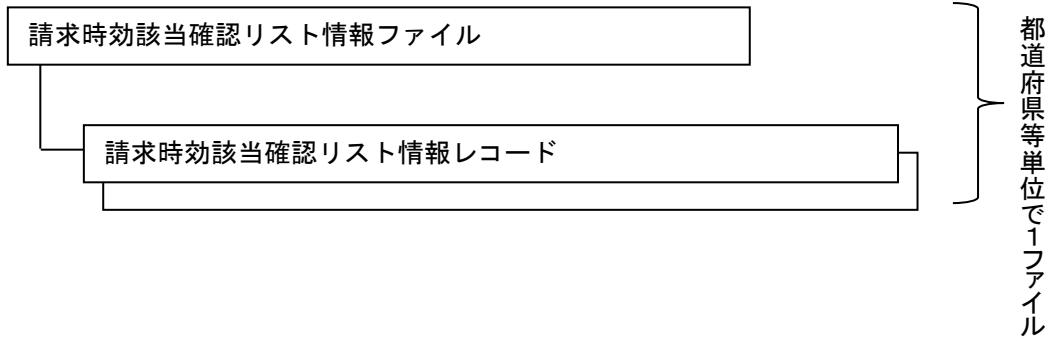 請求時効該当確認リスト情報ファイル
請求時効該当確認リスト情報レコード
都道府県等単位で1ファイル